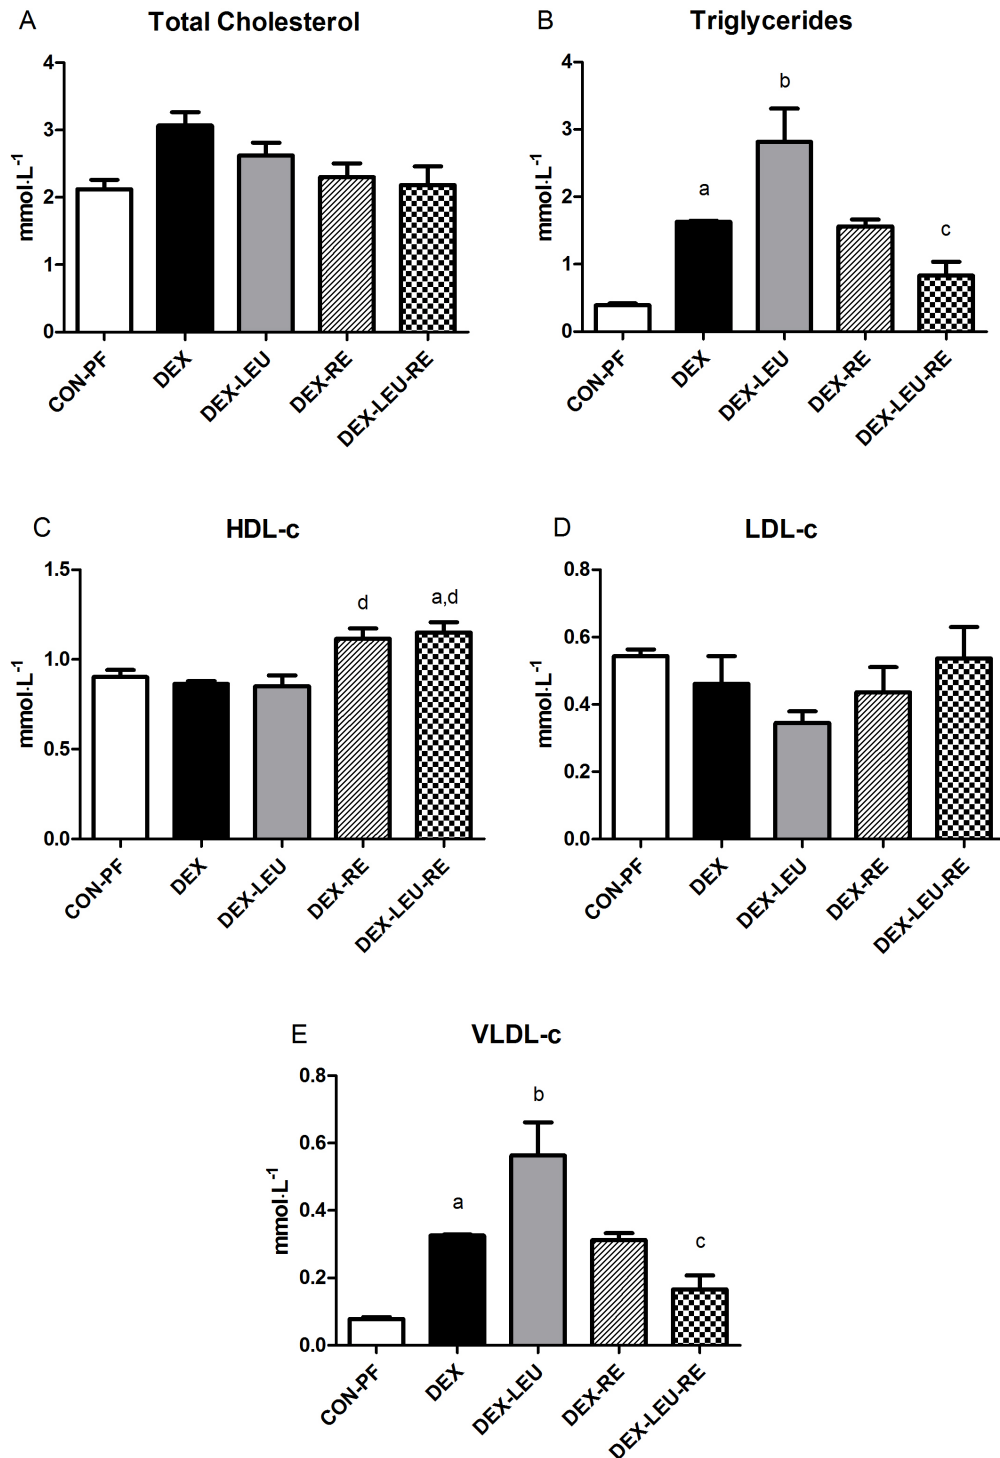 A
Total Cholesterol
mmol·L⁻¹
4
3
2
1
0
CON-PF
DEX
DEX-LEU
DEX-RE
DEX-LEU-RE
B
Triglycerides
mmol·L⁻¹
4
3
2
1
0
a
b
c
CON-PF
DEX
DEX-LEU
DEX-RE
DEX-LEU-RE
C
HDL-c
mmol·L⁻¹
1.5
1.0
0.5
0.0
d
a,d
CON-PF
DEX
DEX-LEU
DEX-RE
DEX-LEU-RE
D
LDL-c
mmol·L⁻¹
0.8
0.6
0.4
0.2
0.0
CON-PF
DEX
DEX-LEU
DEX-RE
DEX-LEU-RE
E
VLDL-c
mmol·L⁻¹
0.8
0.6
0.4
0.2
0.0
a
b
c
CON-PF
DEX
DEX-LEU
DEX-RE
DEX-LEU-RE